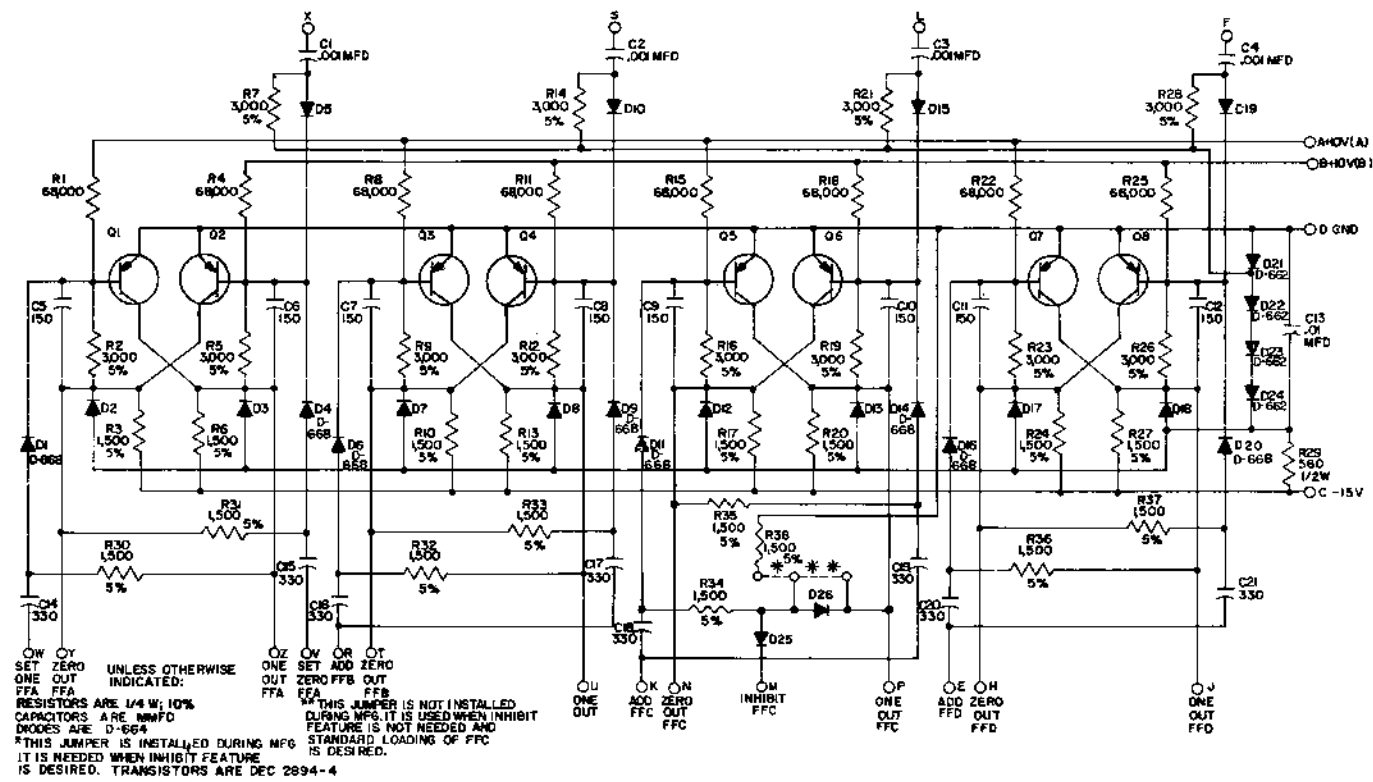 X S L F
C1 .001MFD
C2 .001MFD
C3 .001MFD
C4 .001MFD
R7 3,000 5%
D5
R14 3,000 5%
D10
R21 3,000 5%
D15
R28 3,000 5%
D19
A+10V(A)
B+10V(B)
R1 68,000
R4 68,000
R8 68,000
R11 68,000
R15 68,000
R18 68,000
R22 68,000
R25 68,000
D GND
Q1 Q2 Q3 Q4 Q5 Q6 Q7 Q8
D21 D-662
D22 D-662
D23 D-662
D24 D-662
C13 .01 MFD
C5 150
C6 150
C7 150
C8 150
C9 150
C10 150
C11 150
C12 150
R2 3,000 5%
R5 3,000 5%
R9 3,000 5%
R12 3,000 5%
R16 3,000 5%
R19 3,000 5%
R23 3,000 5%
R26 3,000 5%
D2 D3 D4 D-668
D7 D8 D9 D-668
D12 D13 D14 D-668
D17 D18
D1 D-668
R3 1,500 5%
R6 1,500 5%
D6 D-668
R10 1,500 5%
R13 1,500 5%
D11 D-668
R17 1,500 5%
R20 1,500 5%
D16 D-668
R24 1,500 5%
R27 1,500 5%
D20 D-668
R29 560 1/2W
C -15V
R31 1,500 5%
R33 1,500 5%
R35 1,500 5%
R37 1,500 5%
R30 1,500 5%
R32 1,500 5%
R38 1,500 5%
R36 1,500 5%
* **
R34 1,500 5%
D26
D25
C14 330
C15 330
C16 330
C17 330
C18 330
C19 330
C20 330
C21 330
W SET ONE FFA
Y ZERO OUT FFA
Z ONE OUT FFA
V SET ZERO FFA
R ADD FFB
T ZERO OUT FFB
U ONE OUT
K ADD FFC
N ZERO OUT FFC
M INHIBIT FFC
P ONE OUT FFC
E ADD FFD
H ZERO OUT FFD
J ONE OUT FFD
UNLESS OTHERWISE
INDICATED:
RESISTORS ARE 1/4 W; 10%
CAPACITORS ARE MMFD
DIODES ARE D-664
*THIS JUMPER IS INSTALLED DURING MFG
IT IS NEEDED WHEN INHIBIT FEATURE
IS DESIRED. TRANSISTORS ARE DEC 2894-4
**THIS JUMPER IS NOT INSTALLED
DURING MFG. IT IS USED WHEN INHIBIT
FEATURE IS NOT NEEDED AND
STANDARD LOADING OF FFC
IS DESIRED.